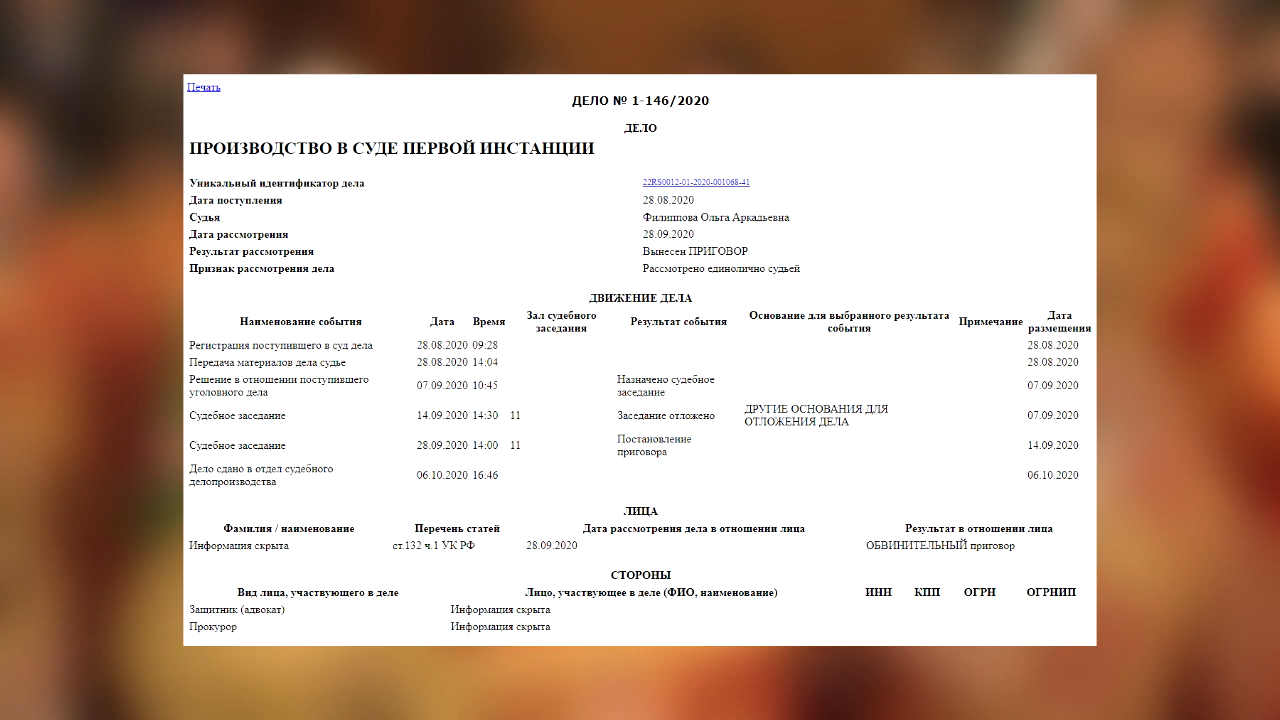 Печать
ДЕЛО № 1-146/2020
ДЕЛО
ПРОИЗВОДСТВО В СУДЕ ПЕРВОЙ ИНСТАНЦИИ
Уникальный идентификатор дела 22RS0012-01-2020-001068-41
Дата поступления 28.08.2020
Судья Филиппова Ольга Аркадьевна
Дата рассмотрения 28.09.2020
Результат рассмотрения Вынесен ПРИГОВОР
Признак рассмотрения дела Рассмотрено единолично судьей
ДВИЖЕНИЕ ДЕЛА
Наименование события Дата Время Зал судебного заседания Результат события Основание для выбранного результата события Примечание Дата размещения
Регистрация поступившего в суд дела 28.08.2020 09:28 28.08.2020
Передача материалов дела судье 28.08.2020 14:04 28.08.2020
Решение в отношении поступившего уголовного дела 07.09.2020 10:45 Назначено судебное заседание 07.09.2020
Судебное заседание 14.09.2020 14:30 11 Заседание отложено ДРУГИЕ ОСНОВАНИЯ ДЛЯ ОТЛОЖЕНИЯ ДЕЛА 07.09.2020
Судебное заседание 28.09.2020 14:00 11 Постановление приговора 14.09.2020
Дело сдано в отдел судебного делопроизводства 06.10.2020 16:46 06.10.2020
ЛИЦА
Фамилия / наименование Перечень статей Дата рассмотрения дела в отношении лица Результат в отношении лица
Информация скрыта ст.132 ч.1 УК РФ 28.09.2020 ОБВИНИТЕЛЬНЫЙ приговор
СТОРОНЫ
Вид лица, участвующего в деле Лицо, участвующее в деле (ФИО, наименование) ИНН КПП ОГРН ОГРНИП
Защитник (адвокат) Информация скрыта
Прокурор Информация скрыта